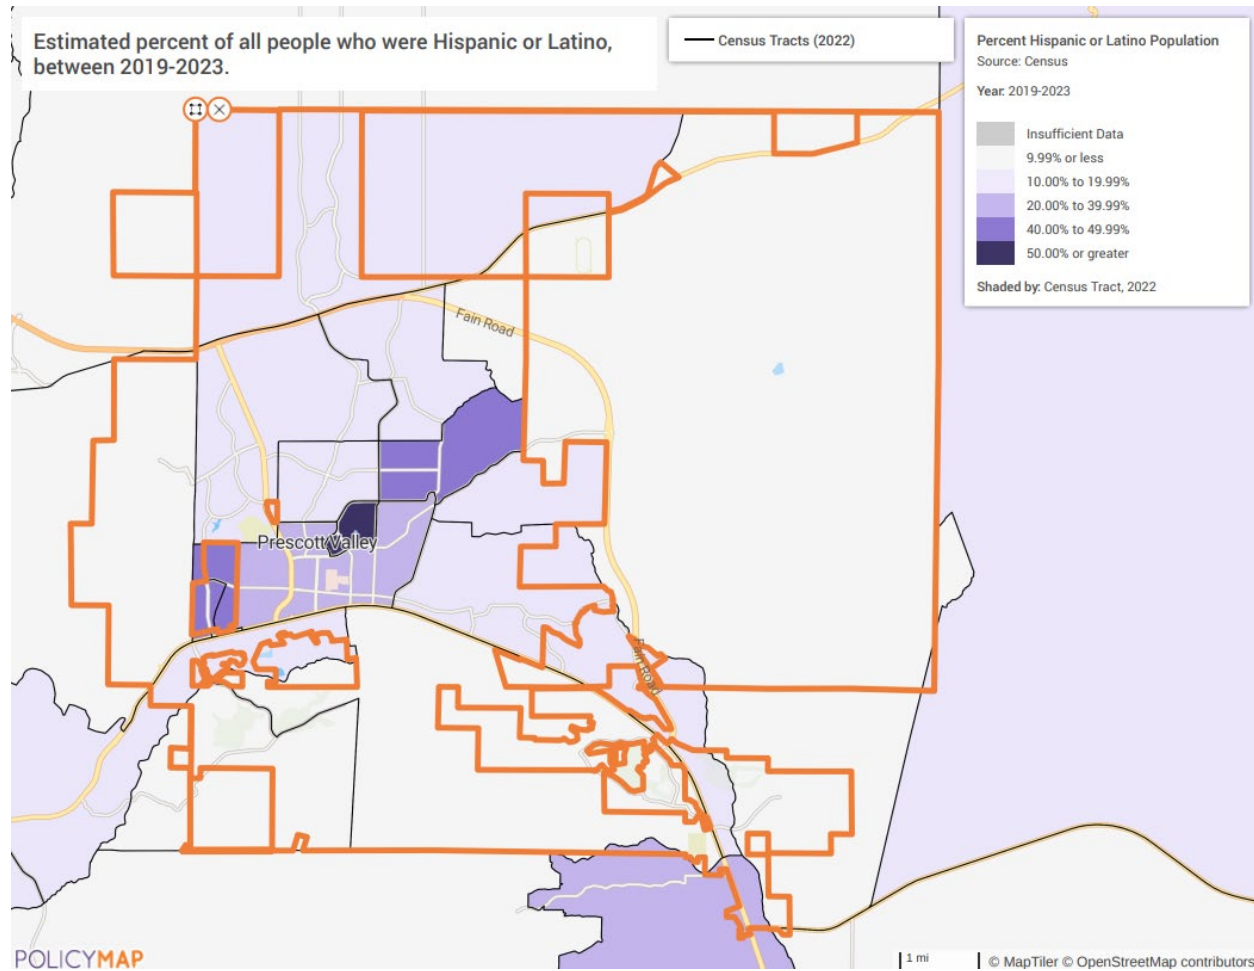 Estimated percent of all people who were Hispanic or Latino,
between 2019-2023.
Census Tracts (2022)
Percent Hispanic or Latino Population
Source: Census
Year: 2019-2023
Insufficient Data
9.99% or less
10.00% to 19.99%
20.00% to 39.99%
40.00% to 49.99%
50.00% or greater
Shaded by: Census Tract, 2022
Fain Road
Prescott Valley
Fain Road
POLICYMAP
1 mi
© MapTiler © OpenStreetMap contributors